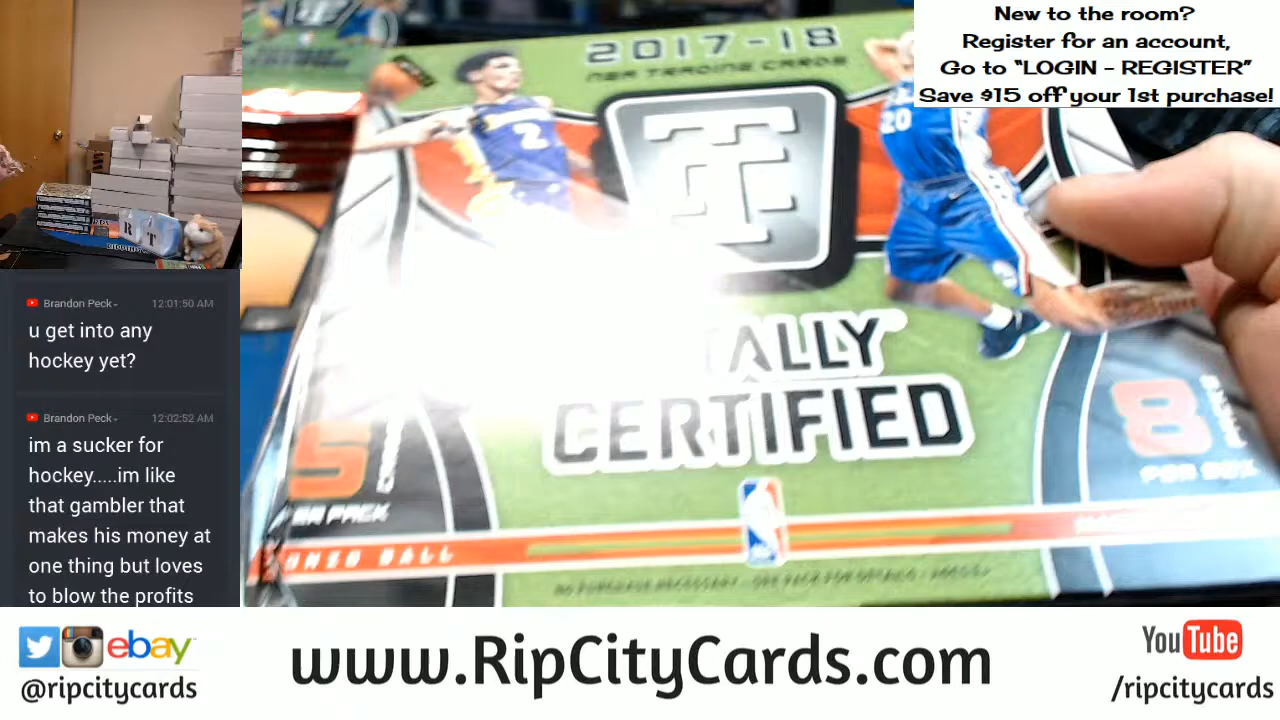 New to the room?
Register for an account,
Go to "LOGIN - REGISTER"
Save $15 off your 1st purchase!
2017-18
NBA TRADING CARDS
2
20
R
T
CERTIFIED
5
PACK
BALL
8
PER BOX
Brandon Peck
12:01:50 AM
u get into any
hockey yet?
Brandon Peck
12:02:52 AM
im a sucker for
hockey.....im like
that gambler that
makes his money at
one thing but loves
to blow the profits
ebay
@ripcitycards
www.RipCityCards.com
YouTube
/ripcitycards